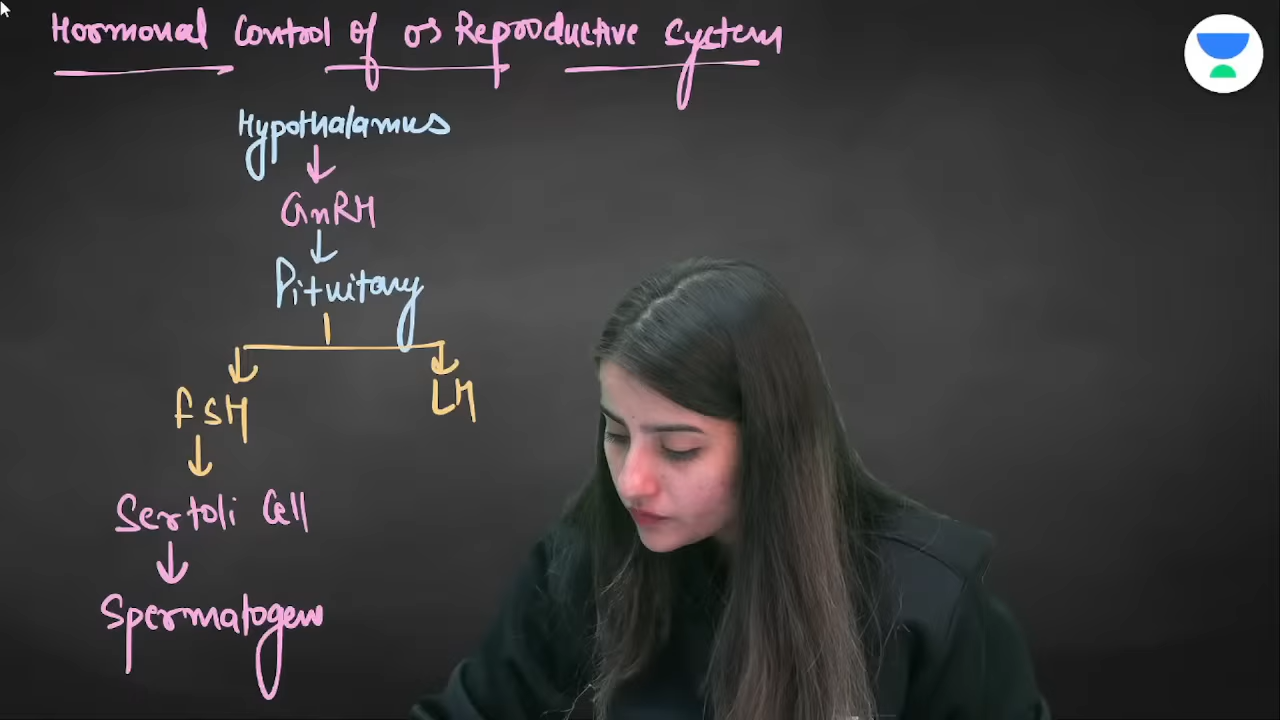 Hormonal Control of ♂ Reproductive System
Hypothalamus
GnRH
Pituitary
FSH
LH
Sertoli Cell
Spermatogen